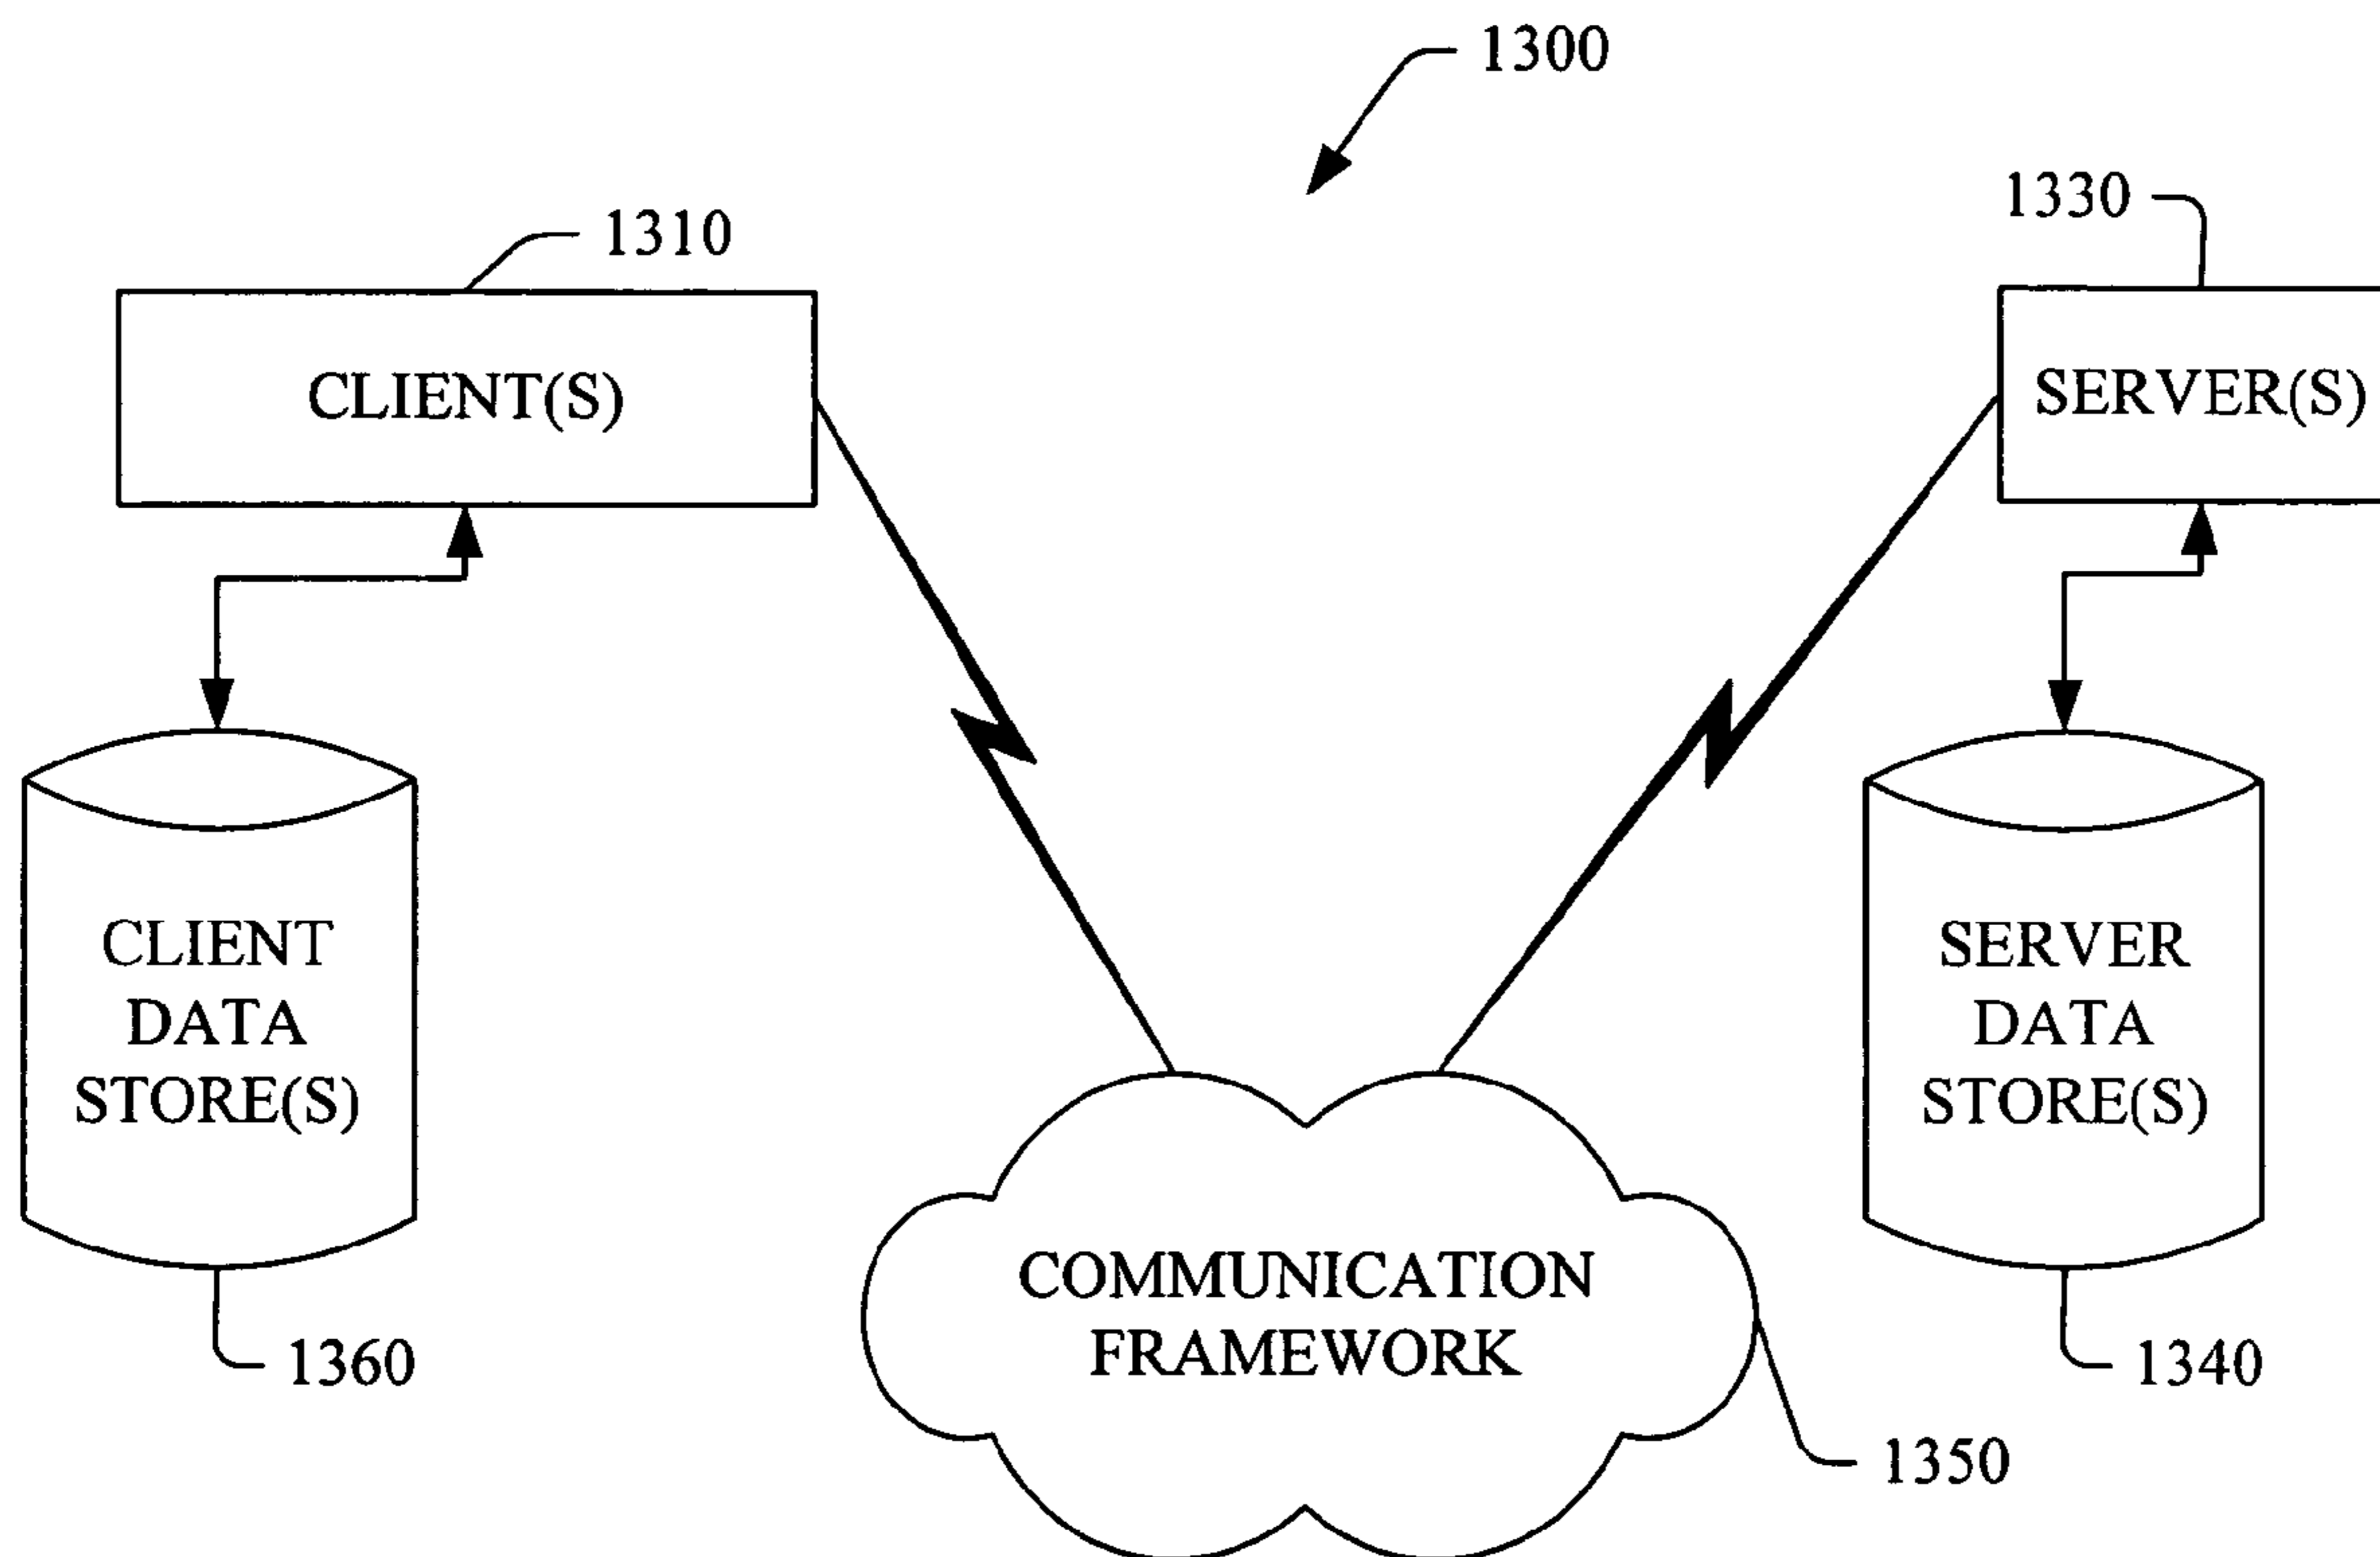 1300
1310
1330
CLIENT(S)
SERVER(S)
CLIENT
DATA
STORE(S)
SERVER
DATA
STORE(S)
COMMUNICATION
FRAMEWORK
1360
1340
1350